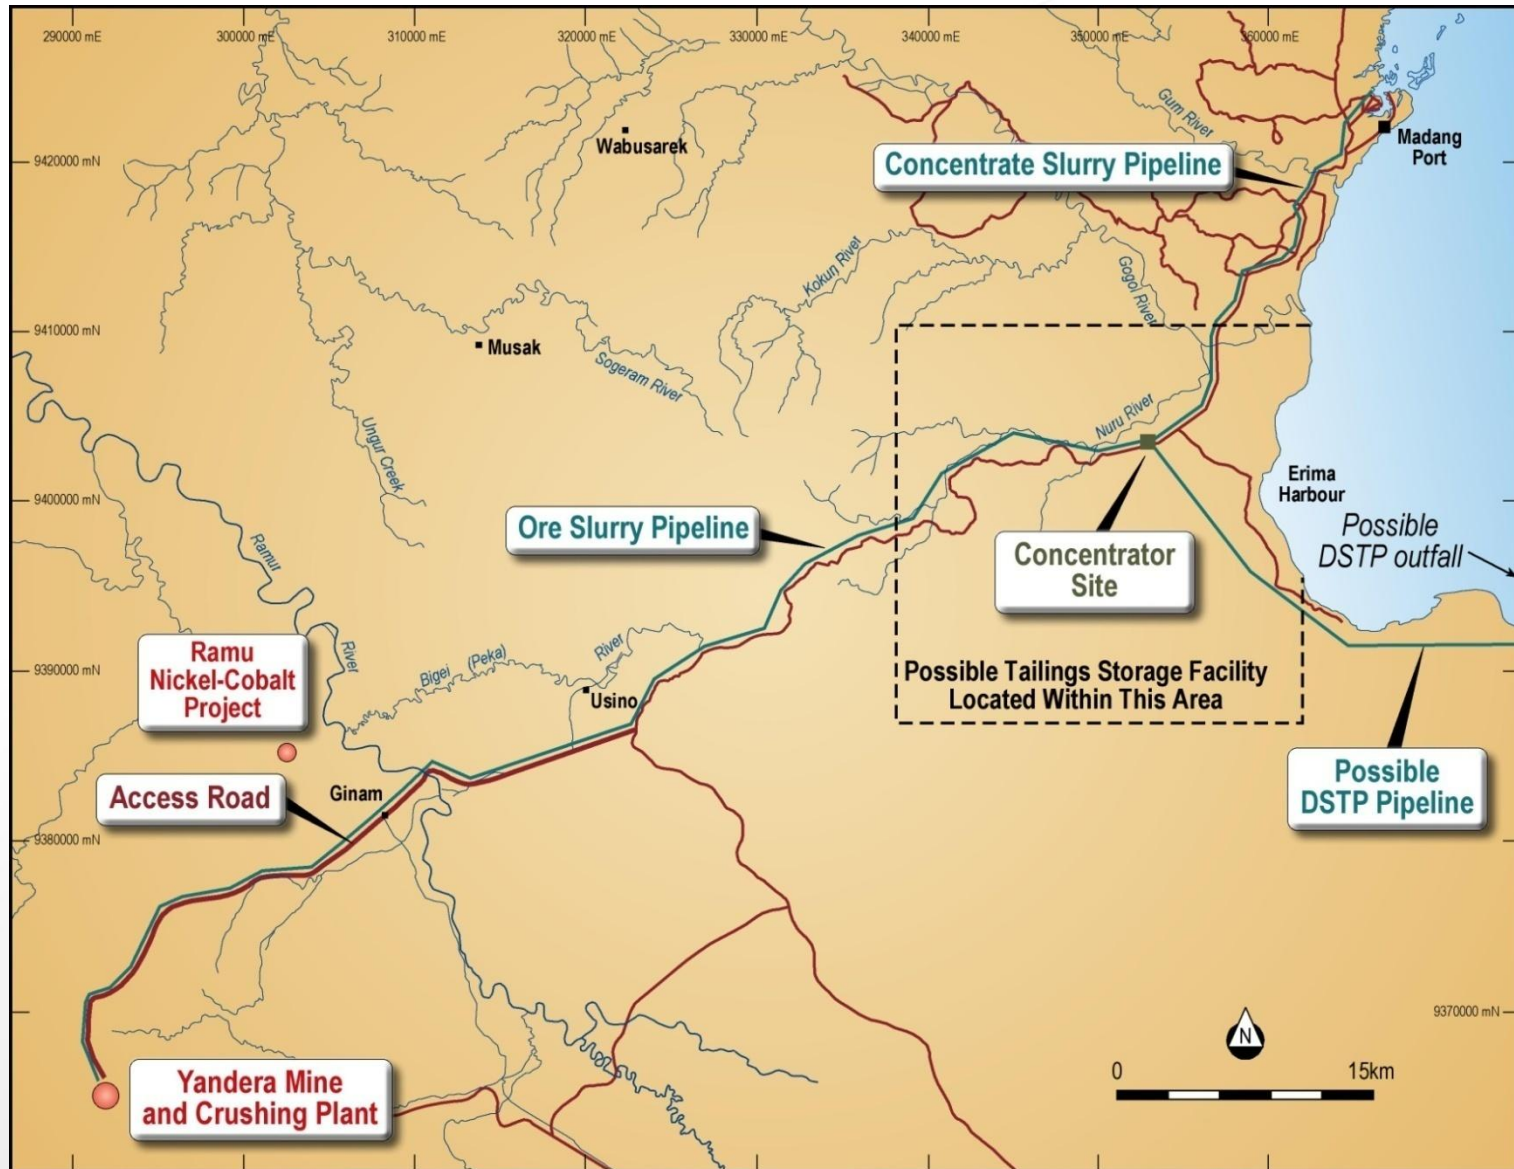 290000 mE
300000 mE
310000 mE
320000 mE
330000 mE
340000 mE
350000 mE
360000 mE
Gum River
Wabusarek
Madang
Port
9420000 mN
Concentrate Slurry Pipeline
Kokun River
Gogol River
9410000 mN
Musak
Sogeram River
Nuru River
Ungur Creek
Erima
Harbour
9400000 mN
Ore Slurry Pipeline
Possible
DSTP outfall
Concentrator
Site
Ramur
River
Ramu
Nickel-Cobalt
Project
Bigei (Peka)
River
9390000 mN
Usino
Possible Tailings Storage Facility
Located Within This Area
Access Road
Ginam
Possible
DSTP Pipeline
9380000 mN
9370000 mN
N
Yandera Mine
and Crushing Plant
0
15km